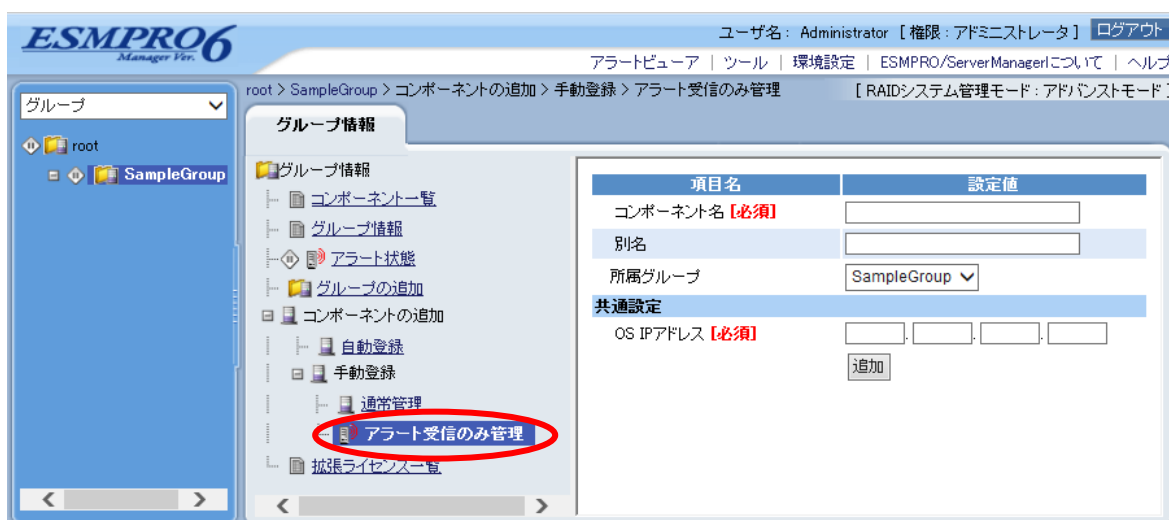 ESMPRO6
Manager Ver.
ユーザ名： Administrator [ 権限：アドミニストレータ ] ログアウト
アラートビューア | ツール | 環境設定 | ESMPRO/ServerManagerについて | ヘルプ
グループ
root > SampleGroup > コンポーネントの追加 > 手動登録 > アラート受信のみ管理 [ RAIDシステム管理モード：アドバンストモード ]
root
SampleGroup
グループ情報
グループ情報
コンポーネント一覧
グループ情報
アラート状態
グループの追加
コンポーネントの追加
自動登録
手動登録
通常管理
アラート受信のみ管理
拡張ライセンス一覧
項目名 設定値
コンポーネント名 [必須]
別名
所属グループ SampleGroup
共通設定
OS IPアドレス [必須] . . .
追加